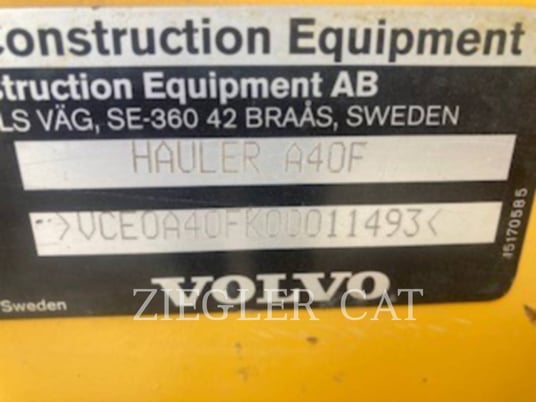 Construction Equipment
struction Equipment AB
LS VÄG, SE-360 42 BRAÅS, SWEDEN
HAULER A40F
>VCE0A40FK00011493<
15170585
VOLVO
Sweden
ZIEGLER CAT